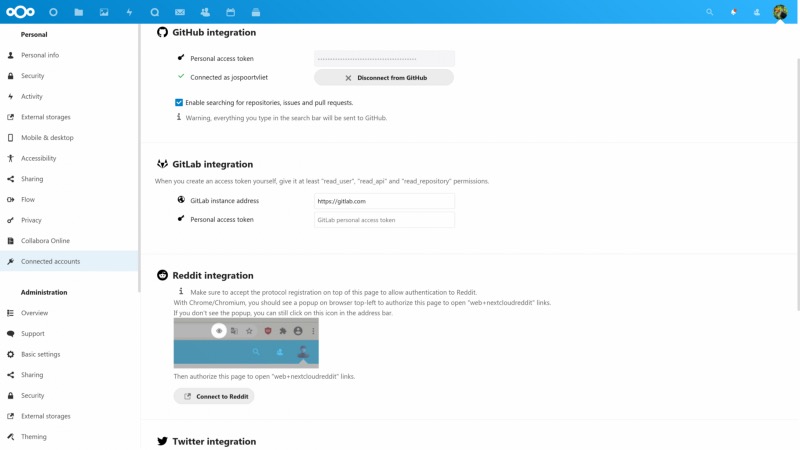 Personal
Personal info
Security
Activity
External storages
Mobile & desktop
Accessibility
Sharing
Flow
Privacy
Collabora Online
Connected accounts
Administration
Overview
Support
Basic settings
Sharing
Security
External storages
Theming
GitHub integration
Personal access token
Connected as jospoortvliet
Disconnect from GitHub
Enable searching for repositories, issues and pull requests.
Warning, everything you type in the search bar will be sent to GitHub.
GitLab integration
When you create an access token yourself, give it at least "read_user", "read_api" and "read_repository" permissions.
GitLab instance address
https://gitlab.com
Personal access token
GitLab personal access token
Reddit integration
Make sure to accept the protocol registration on top of this page to allow authentication to Reddit.
With Chrome/Chromium, you should see a popup on browser top-left to authorize this page to open "web+nextcloudreddit" links.
If you don't see the popup, you can still click on this icon in the address bar.
Then authorize this page to open "web+nextcloudreddit" links.
Connect to Reddit
Twitter integration